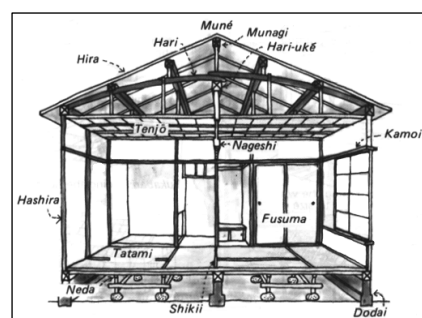 Muné
Munagi
Hari
Hari-uké
Hira
Tenjō
Kamoi
Nageshi
Hashira
Fusuma
Tatami
Neda
Shikii
Dodai